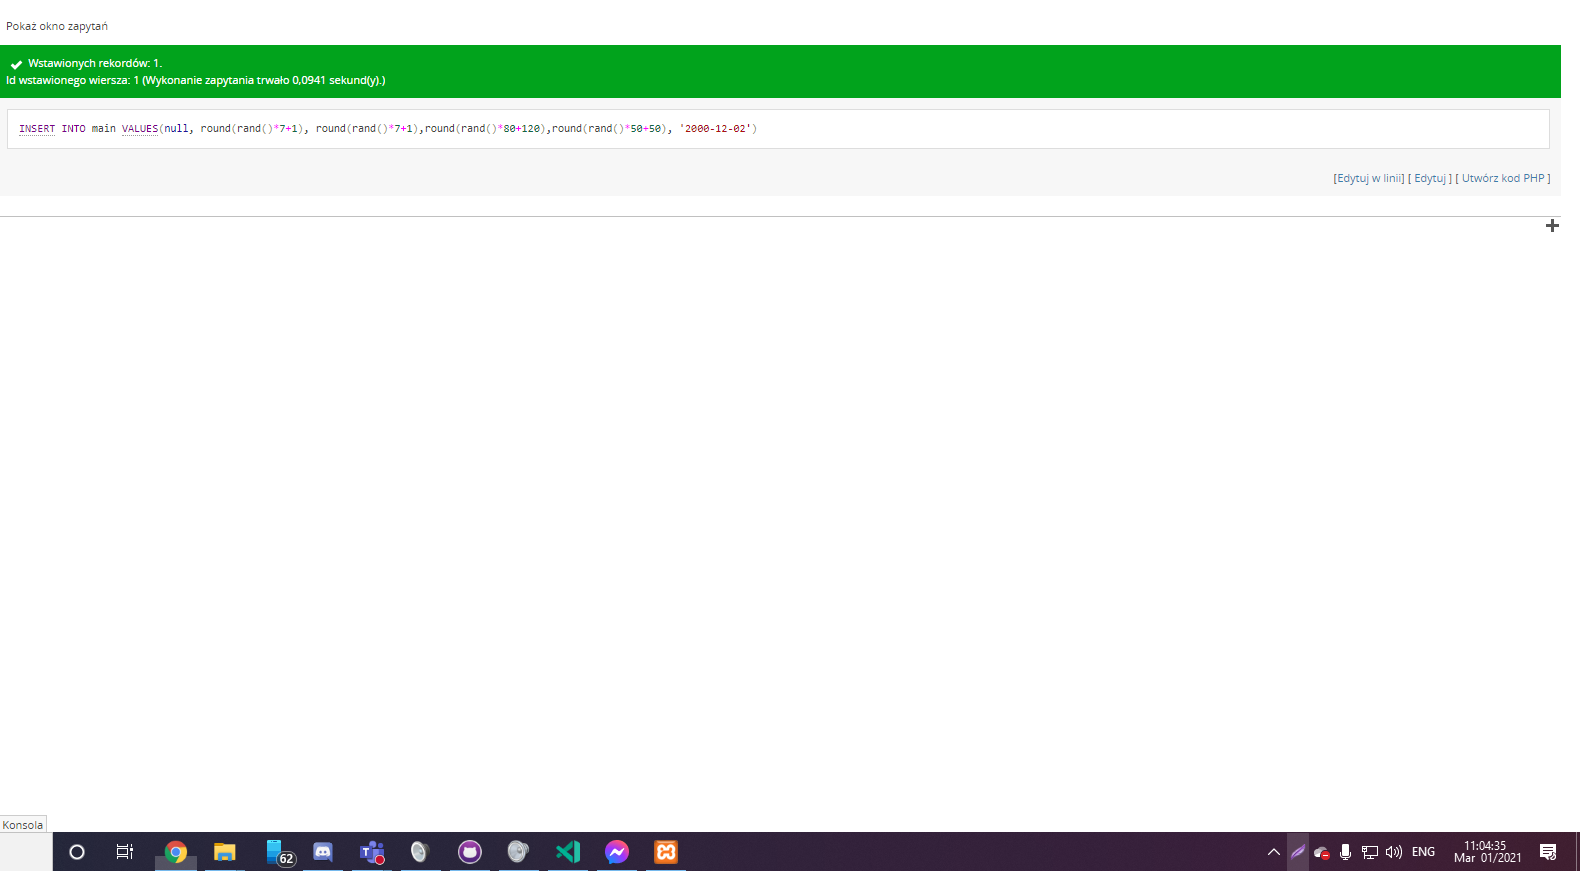 Pokaż okno zapytań
Wstawionych rekordów: 1.
Id wstawionego wiersza: 1 (Wykonanie zapytania trwało 0,0941 sekund(y).)
INSERT INTO main VALUES(null, round(rand()*7+1), round(rand()*7+1),round(rand()*80+120),round(rand()*50+50), '2000-12-02')
[Edytuj w linii] [ Edytuj ] [ Utwórz kod PHP ]
Konsola
62
T
ENG
11:04:35
Mar 01/2021